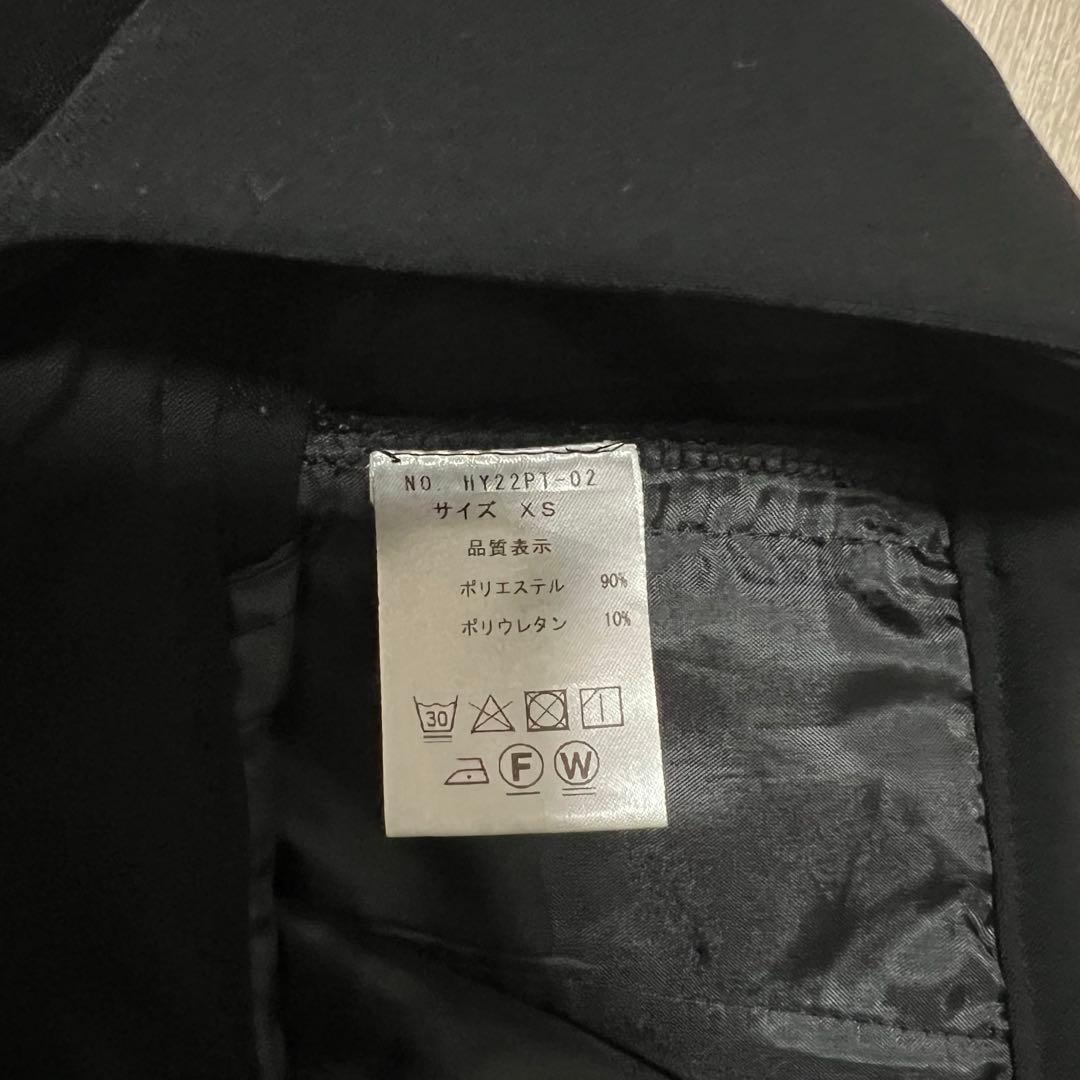 NO. HY22PT-02
サイズ XS
品質表示
ポリエステル 90%
ポリウレタン 10%
30
F W